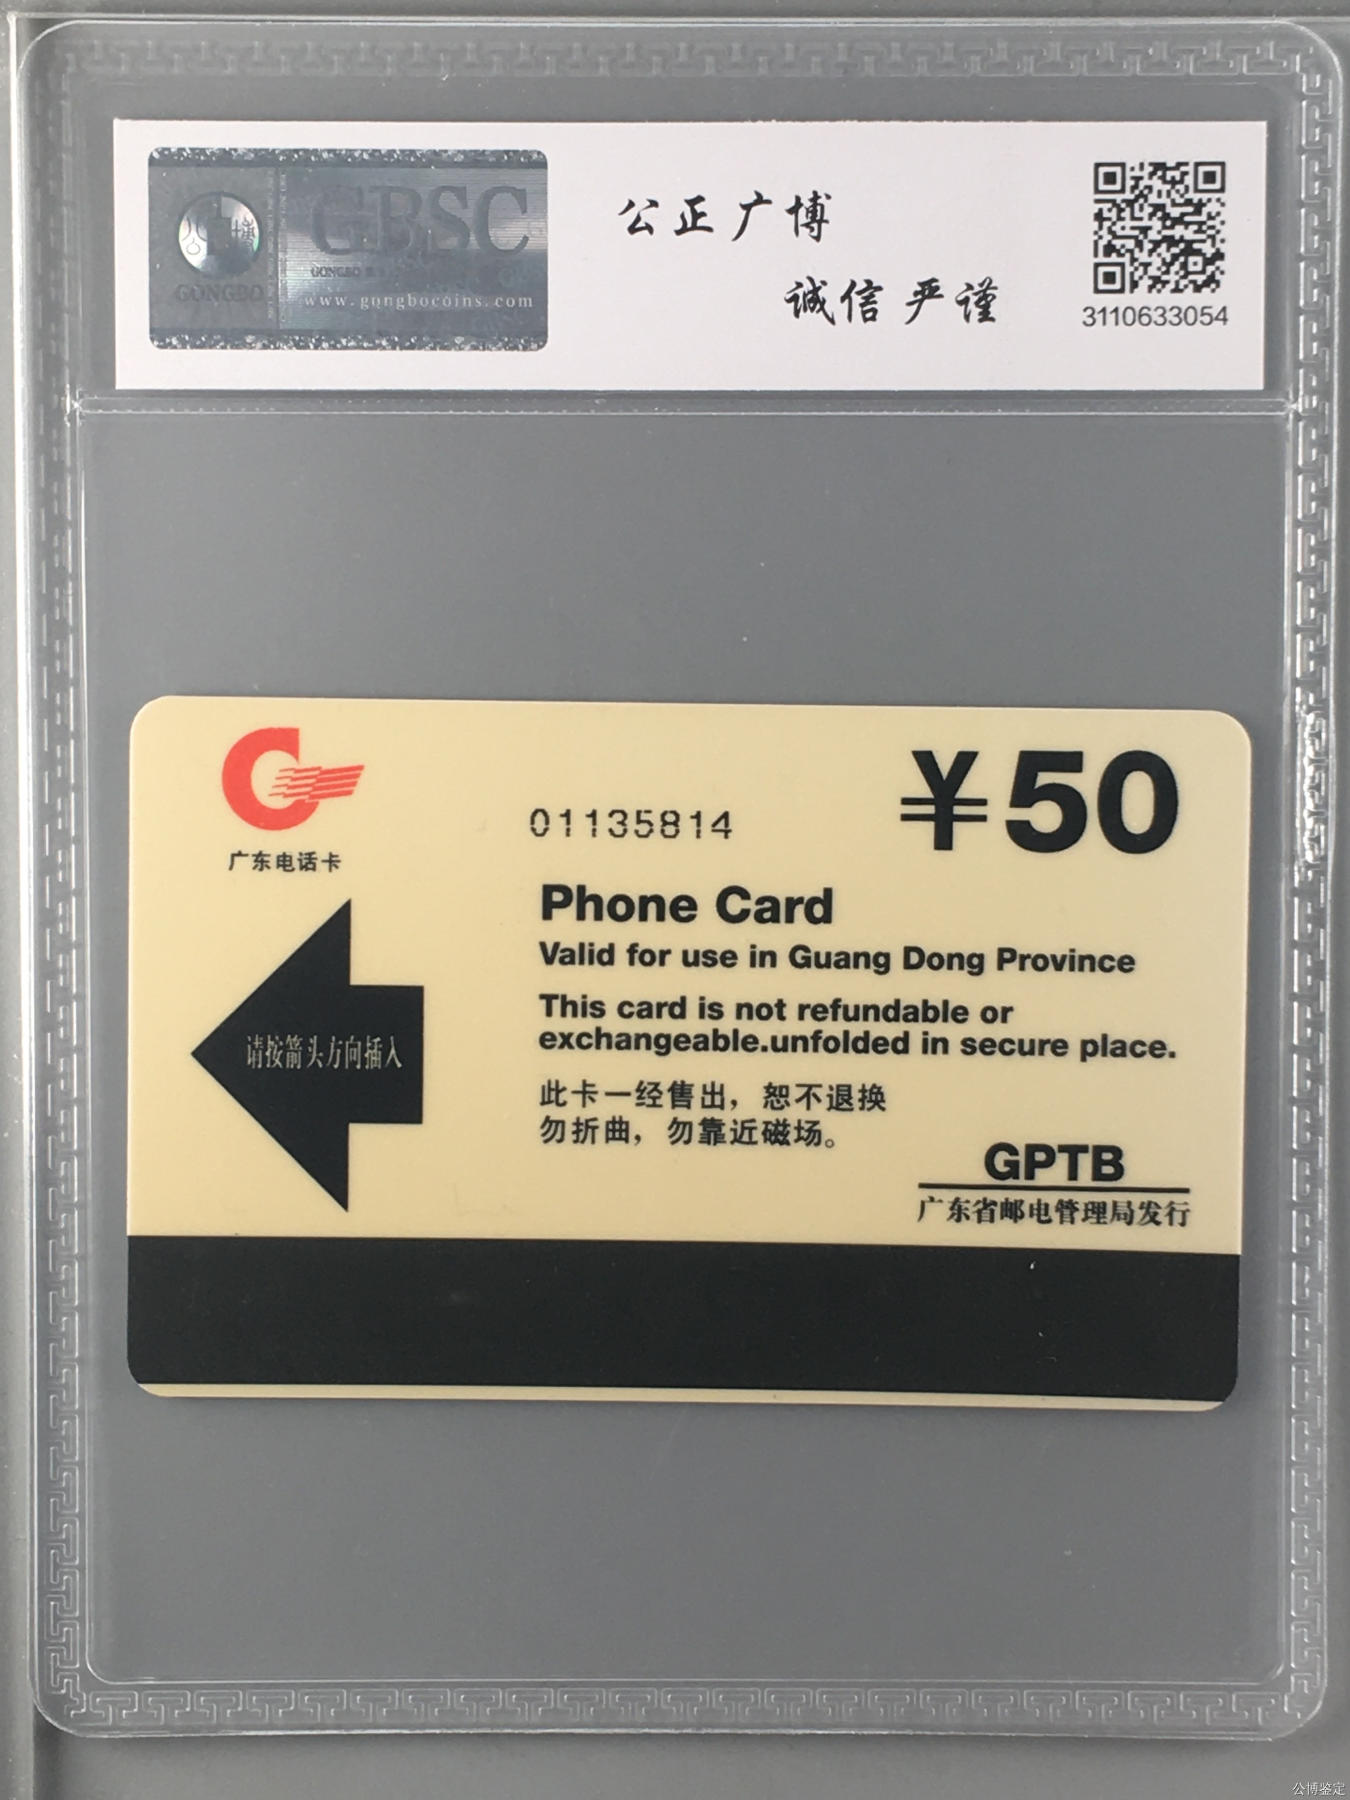 GBSC
GONGBO
www.gongbocoins.com
公正广博
诚信严谨
3110633054
¥50
01135814
广东电话卡
Phone Card
Valid for use in Guang Dong Province
This card is not refundable or
exchangeable.unfolded in secure place.
请按箭头方向插入
此卡一经售出，恕不退换
勿折曲，勿靠近磁场。
GPTB
广东省邮电管理局发行
公博鉴定